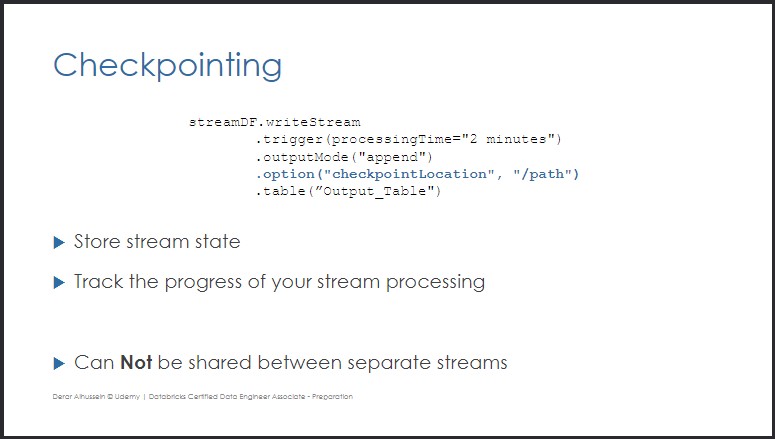 Checkpointing
streamDF.writeStream
.trigger(processingTime="2 minutes")
.outputMode("append")
.option("checkpointLocation", "/path")
.table(”Output_Table")
Store stream state
Track the progress of your stream processing
Can Not be shared between separate streams
Derar Alhussein © Udemy | Databricks Certified Data Engineer Associate - Preparation